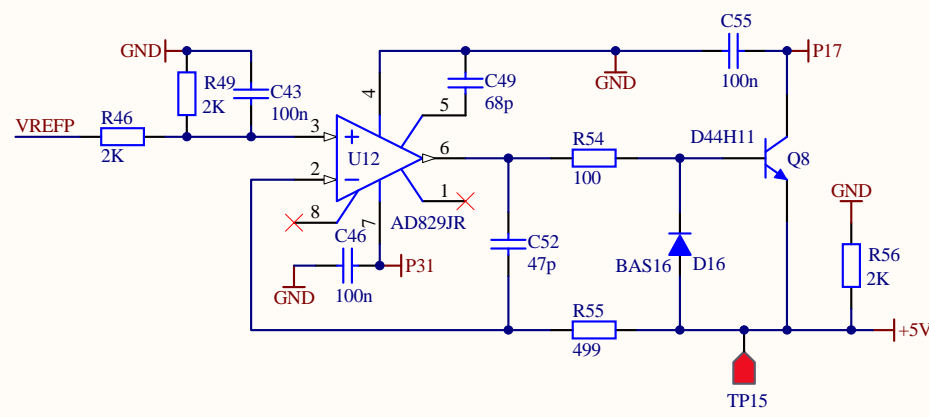 C55
GND
P17
R49
C49
GND
100n
C43
4
68p
2K
100n
5
R46
VREFP
3
+
R54
D44H11
2K
U12
6
Q8
2
100
GND
1
8
AD829JR
C46
7
C52
R56
P31
47p
BAS16
D16
2K
GND
100n
R55
+5V
499
TP15